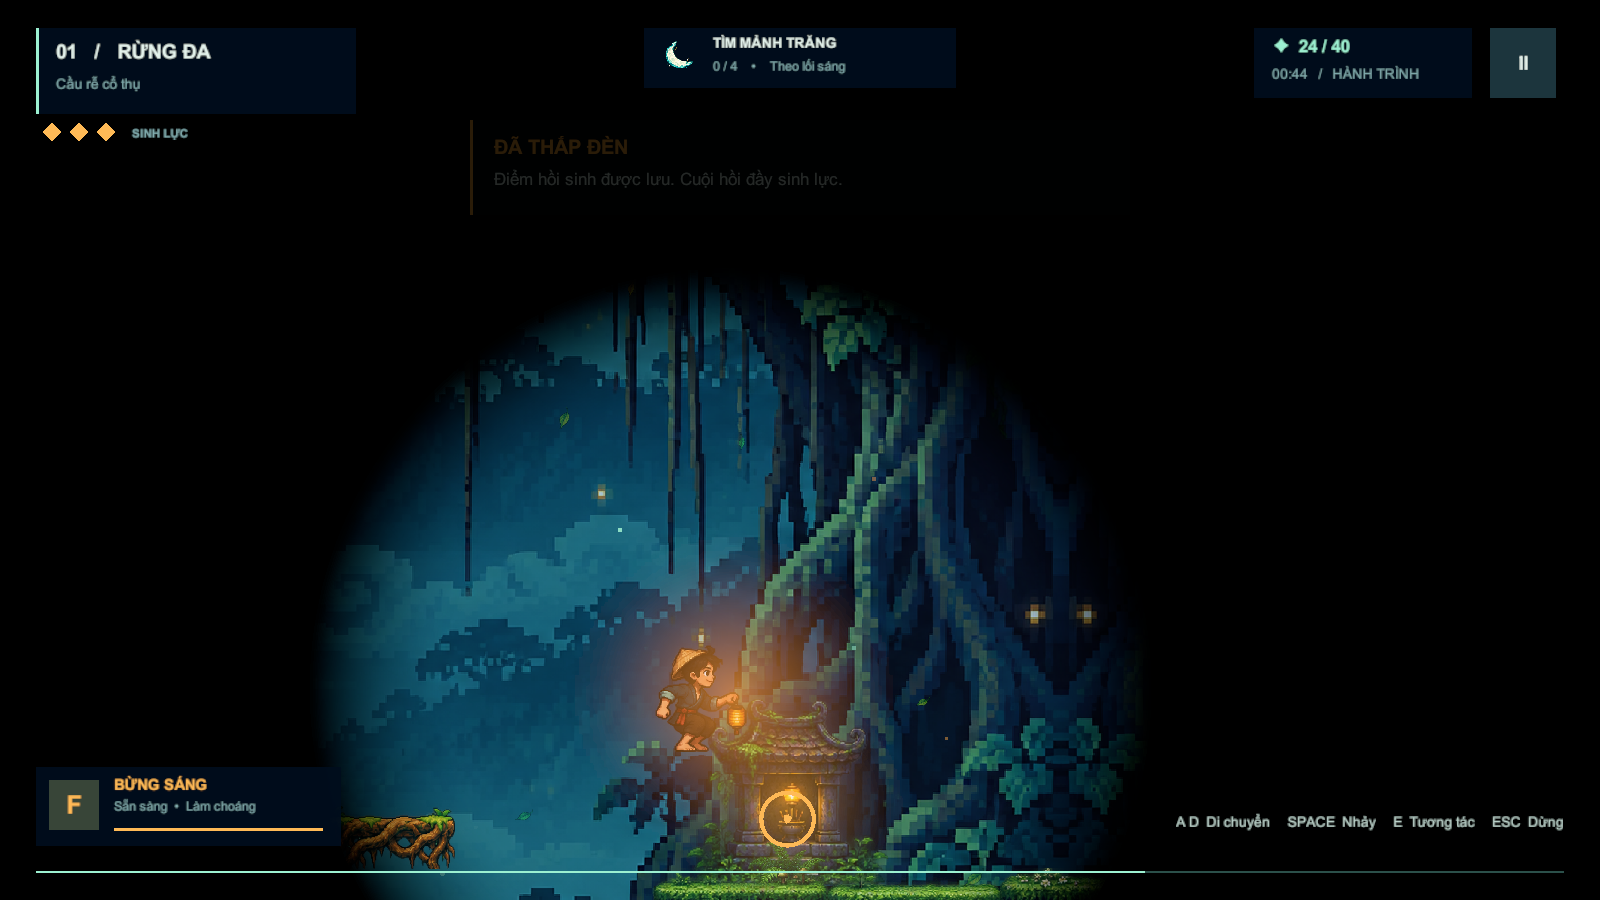 01 / RỪNG ĐA
Cầu rễ cổ thụ
SINH LỰC
TÌM MẢNH TRĂNG
0 / 4 • Theo lối sáng
24 / 40
00:44 / HÀNH TRÌNH
ĐÃ THẮP ĐÈN
Điểm hồi sinh được lưu. Cuội hồi đầy sinh lực.
F
BỪNG SÁNG
Sẵn sàng • Làm choáng
A D Di chuyển SPACE Nhảy E Tương tác ESC Dừng